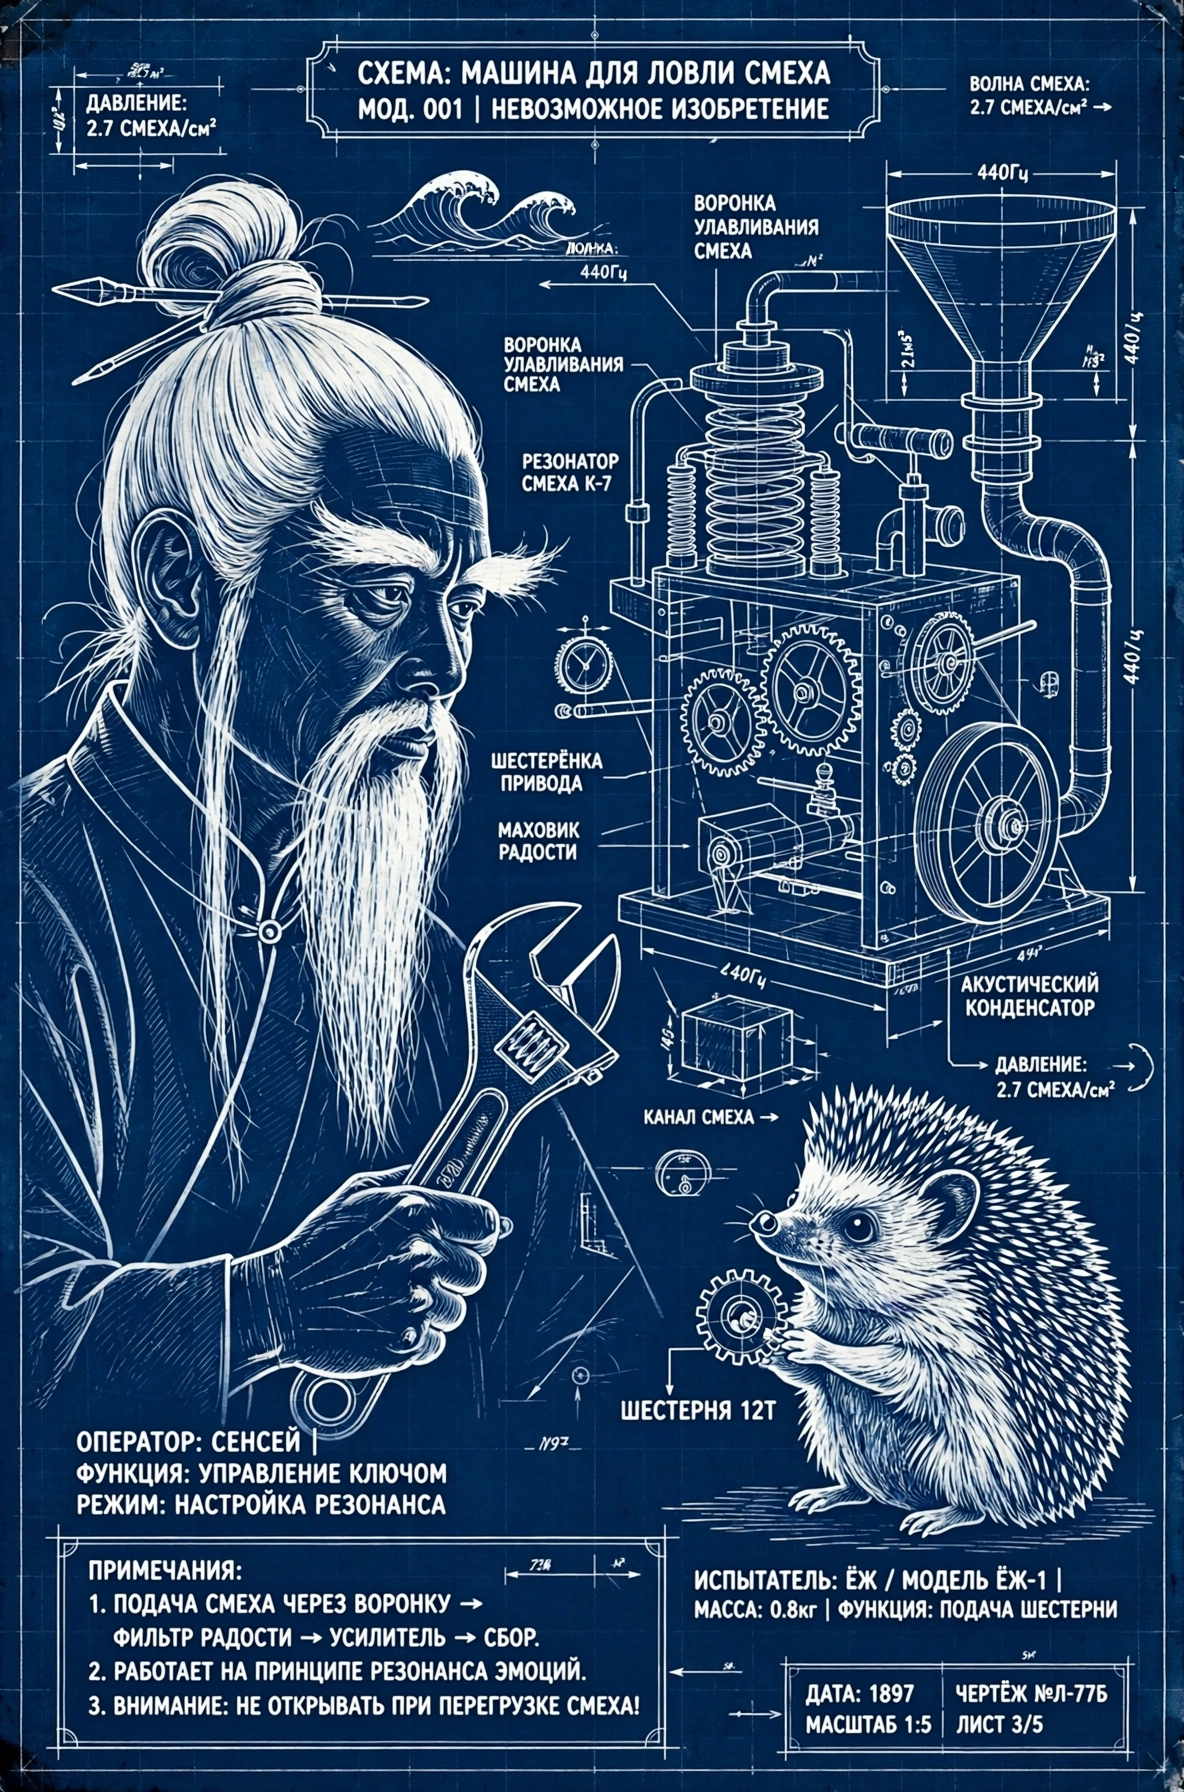 СХЕМА: МАШИНА ДЛЯ ЛОВЛИ СМЕХА
МОД. 001 | НЕВОЗМОЖНОЕ ИЗОБРЕТЕНИЕ
ДАВЛЕНИЕ:
2.7 СМЕХА/см²
ВОЛНА СМЕХА:
2.7 СМЕХА/см² →
440Гц
ВОРОНКА
УЛАВЛИВАНИЯ
СМЕХА
440Гц
ВОРОНКА
УЛАВЛИВАНИЯ
СМЕХА
440/ц
РЕЗОНАТОР
СМЕХА К-7
440/ц
ШЕСТЕРЁНКА
ПРИВОДА
МАХОВИК
РАДОСТИ
440Гц
АКУСТИЧЕСКИЙ
КОНДЕНСАТОР
ДАВЛЕНИЕ: →
2.7 СМЕХА/см²
КАНАЛ СМЕХА →
ШЕСТЕРНЯ 12Т
ОПЕРАТОР: СЕНСЕЙ |
ФУНКЦИЯ: УПРАВЛЕНИЕ КЛЮЧОМ
РЕЖИМ: НАСТРОЙКА РЕЗОНАНСА
ПРИМЕЧАНИЯ:
1. ПОДАЧА СМЕХА ЧЕРЕЗ ВОРОНКУ →
ФИЛЬТР РАДОСТИ → УСИЛИТЕЛЬ → СБОР.
2. РАБОТАЕТ НА ПРИНЦИПЕ РЕЗОНАНСА ЭМОЦИЙ.
3. ВНИМАНИЕ: НЕ ОТКРЫВАТЬ ПРИ ПЕРЕГРУЗКЕ СМЕХА!
ИСПЫТАТЕЛЬ: ЁЖ / МОДЕЛЬ ЁЖ-1 |
МАССА: 0.8кг | ФУНКЦИЯ: ПОДАЧА ШЕСТЕРНИ
ДАТА: 1897 ЧЕРТЁЖ №Л-77Б
МАСШТАБ 1:5 ЛИСТ 3/5